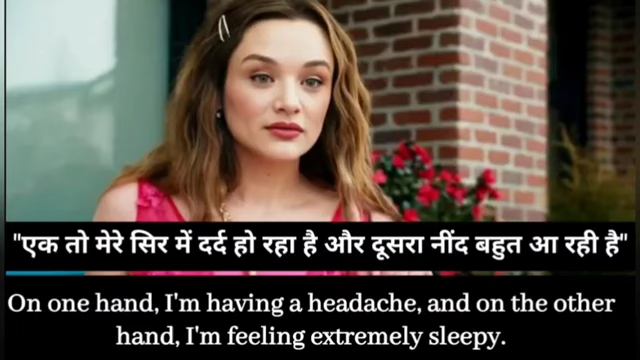 "एक तो मेरे सिर में दर्द हो रहा है और दूसरा नींद बहुत आ रही है"
On one hand, I'm having a headache, and on the other
hand, I'm feeling extremely sleepy.